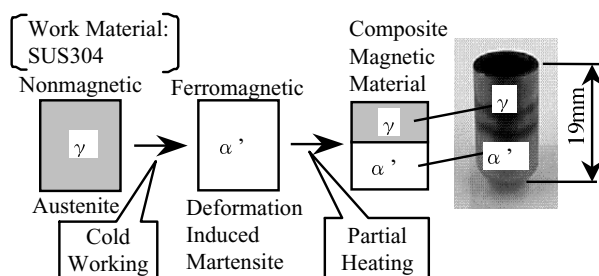 Work Material:
SUS304
Nonmagnetic
γ
Austenite
Cold
Working
Ferromagnetic
α’
Deformation
Induced
Martensite
Partial
Heating
Composite
Magnetic
Material
γ
α’
γ
α’
19mm